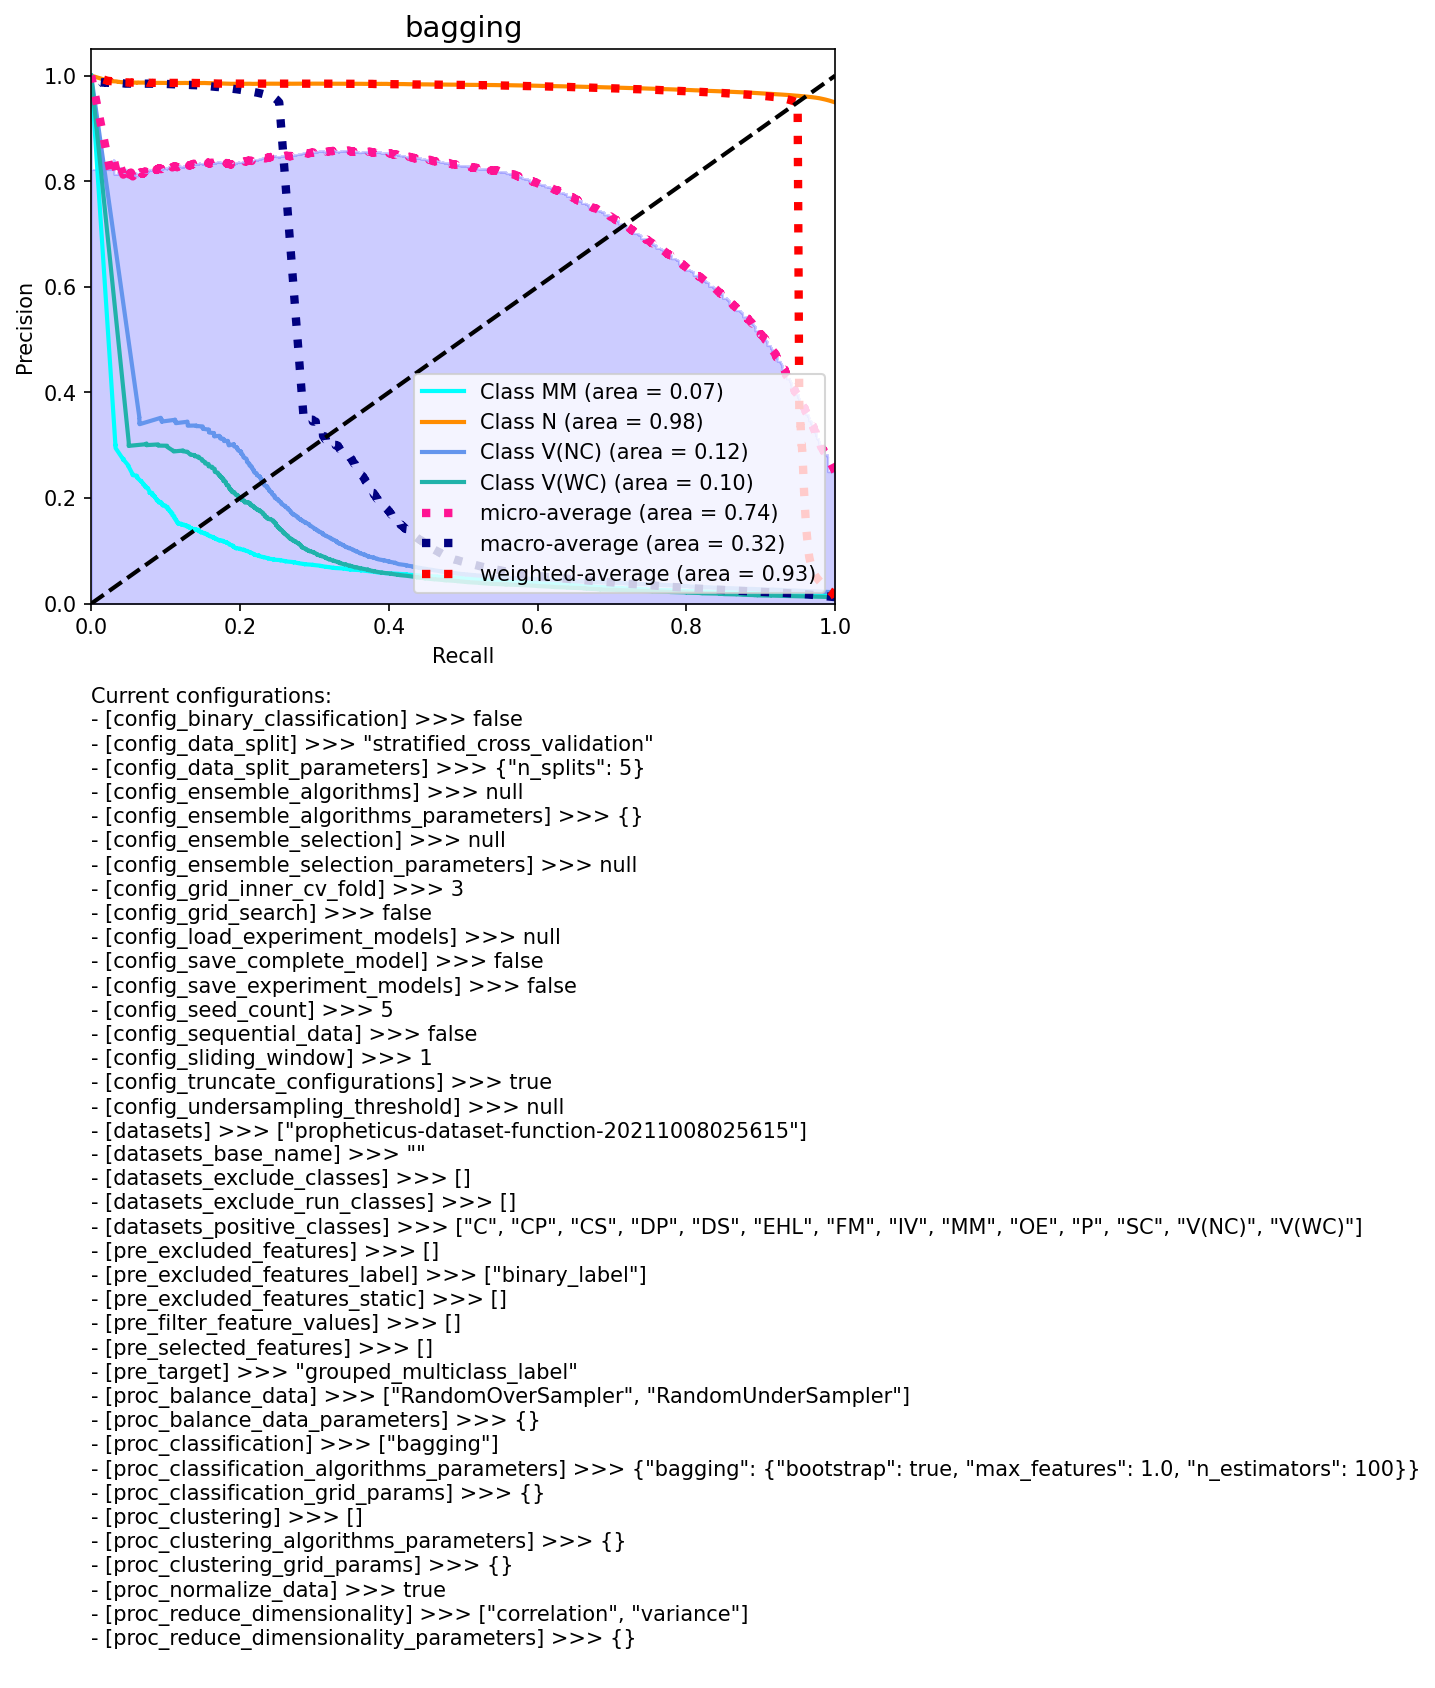 bagging
1.0
0.8
0.6
0.4
0.2
0.0
Precision
0.0
0.2
0.4
0.6
0.8
1.0
Recall
Class MM (area = 0.07)
Class N (area = 0.98)
Class V(NC) (area = 0.12)
Class V(WC) (area = 0.10)
micro-average (area = 0.74)
macro-average (area = 0.32)
weighted-average (area = 0.93)
Current configurations:
- [config_binary_classification] >>> false
- [config_data_split] >>> "stratified_cross_validation"
- [config_data_split_parameters] >>> {"n_splits": 5}
- [config_ensemble_algorithms] >>> null
- [config_ensemble_algorithms_parameters] >>> {}
- [config_ensemble_selection] >>> null
- [config_ensemble_selection_parameters] >>> null
- [config_grid_inner_cv_fold] >>> 3
- [config_grid_search] >>> false
- [config_load_experiment_models] >>> null
- [config_save_complete_model] >>> false
- [config_save_experiment_models] >>> false
- [config_seed_count] >>> 5
- [config_sequential_data] >>> false
- [config_sliding_window] >>> 1
- [config_truncate_configurations] >>> true
- [config_undersampling_threshold] >>> null
- [datasets] >>> ["propheticus-dataset-function-20211008025615"]
- [datasets_base_name] >>> ""
- [datasets_exclude_classes] >>> []
- [datasets_exclude_run_classes] >>> []
- [datasets_positive_classes] >>> ["C", "CP", "CS", "DP", "DS", "EHL", "FM", "IV", "MM", "OE", "P", "SC", "V(NC)", "V(WC)"]
- [pre_excluded_features] >>> []
- [pre_excluded_features_label] >>> ["binary_label"]
- [pre_excluded_features_static] >>> []
- [pre_filter_feature_values] >>> []
- [pre_selected_features] >>> []
- [pre_target] >>> "grouped_multiclass_label"
- [proc_balance_data] >>> ["RandomOverSampler", "RandomUnderSampler"]
- [proc_balance_data_parameters] >>> {}
- [proc_classification] >>> ["bagging"]
- [proc_classification_algorithms_parameters] >>> {"bagging": {"bootstrap": true, "max_features": 1.0, "n_estimators": 100}}
- [proc_classification_grid_params] >>> {}
- [proc_clustering] >>> []
- [proc_clustering_algorithms_parameters] >>> {}
- [proc_clustering_grid_params] >>> {}
- [proc_normalize_data] >>> true
- [proc_reduce_dimensionality] >>> ["correlation", "variance"]
- [proc_reduce_dimensionality_parameters] >>> {}